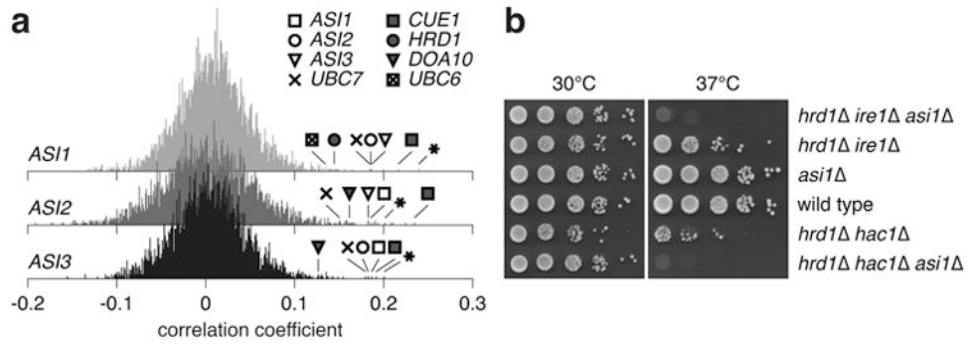 a
ASI1
ASI2
ASI3
UBC7
CUE1
HRD1
DOA10
UBC6
ASI1
*
ASI2
*
ASI3
*
-0.2 -0.1 0 0.1 0.2 0.3
correlation coefficient
b
30°C 37°C
hrd1Δ ire1Δ asi1Δ
hrd1Δ ire1Δ
asi1Δ
wild type
hrd1Δ hac1Δ
hrd1Δ hac1Δ asi1Δ